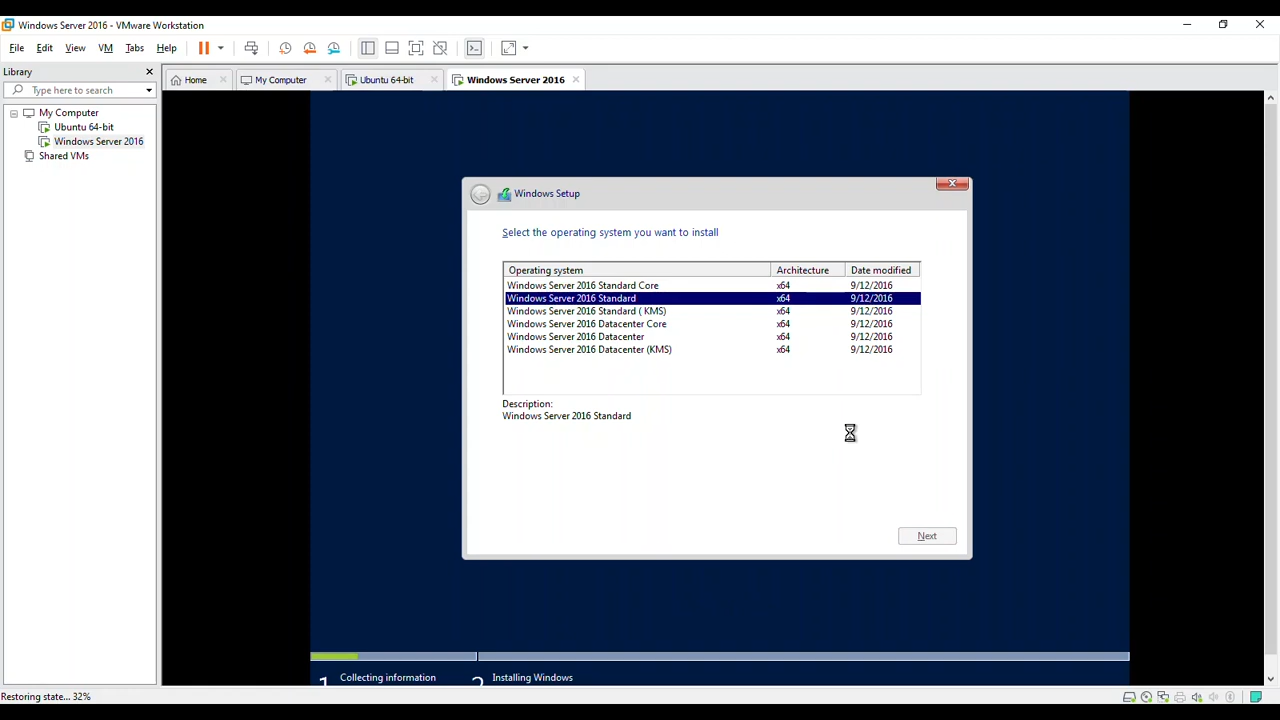 Windows Server 2016 - VMware Workstation
File Edit View VM Tabs Help
Library
Type here to search
Home My Computer Ubuntu 64-bit Windows Server 2016
My Computer
Ubuntu 64-bit
Windows Server 2016
Shared VMs
Windows Setup
Select the operating system you want to install
Operating system Architecture Date modified
Windows Server 2016 Standard Core x64 9/12/2016
Windows Server 2016 Standard x64 9/12/2016
Windows Server 2016 Standard ( KMS) x64 9/12/2016
Windows Server 2016 Datacenter Core x64 9/12/2016
Windows Server 2016 Datacenter x64 9/12/2016
Windows Server 2016 Datacenter (KMS) x64 9/12/2016
Description:
Windows Server 2016 Standard
Next
1 Collecting information 2 Installing Windows
Restoring state... 32%